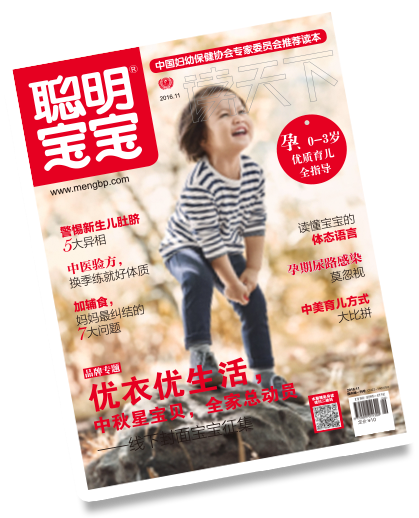 中国妇幼保健协会专家委员会推荐读本
聪明
宝宝
®
2016.11
读天下
www.mengbp.com
孕、0—3岁
优质育儿
全指导
警惕新生儿肚脐
5大异相
中医验方，
换季练就好体质
加辅食，
妈妈最纠结的
7大问题
读懂宝宝的
体态语言
孕期尿路感染
莫忽视
中美育儿方式
大比拼
品牌专题
优衣优生活，
中秋星宝贝，全家总动员